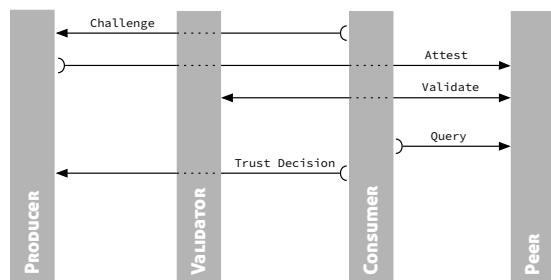 Challenge
Attest
Validate
Query
Trust Decision
Producer
Validator
Consumer
Peer